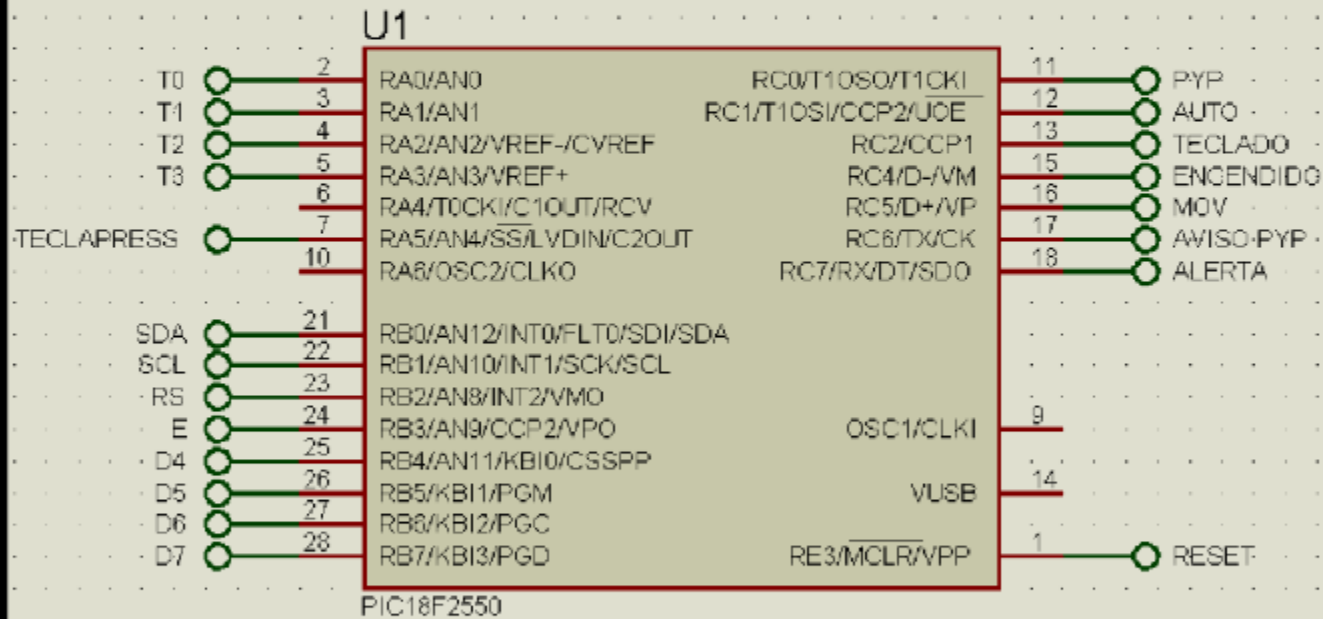 U1
T0 2 RA0/AN0 RC0/T1OSO/T1CKI 11 PYP
T1 3 RA1/AN1 RC1/T1OSI/CCP2/UOE 12 AUTO
T2 4 RA2/AN2/VREF-/CVREF RC2/CCP1 13 TECLADO
T3 5 RA3/AN3/VREF+ RC4/D-/VM 15 ENCENDIDO
6 RA4/T0CKI/C1OUT/RCV RC5/D+/VP 16 MOV
TECLAPRESS 7 RA5/AN4/SS/LVDIN/C2OUT RC6/TX/CK 17 AVISO-PYP
10 RA6/OSC2/CLKO RC7/RX/DT/SDO 18 ALERTA
SDA 21 RB0/AN12/INT0/FLT0/SDI/SDA
SCL 22 RB1/AN10/INT1/SCK/SCL
RS 23 RB2/AN8/INT2/VMO
E 24 RB3/AN9/CCP2/VPO OSC1/CLKI 9
D4 25 RB4/AN11/KBI0/CSSPP
D5 26 RB5/KBI1/PGM VUSB 14
D6 27 RB6/KBI2/PGC
D7 28 RB7/KBI3/PGD RE3/MCLR/VPP 1 RESET
PIC18F2550